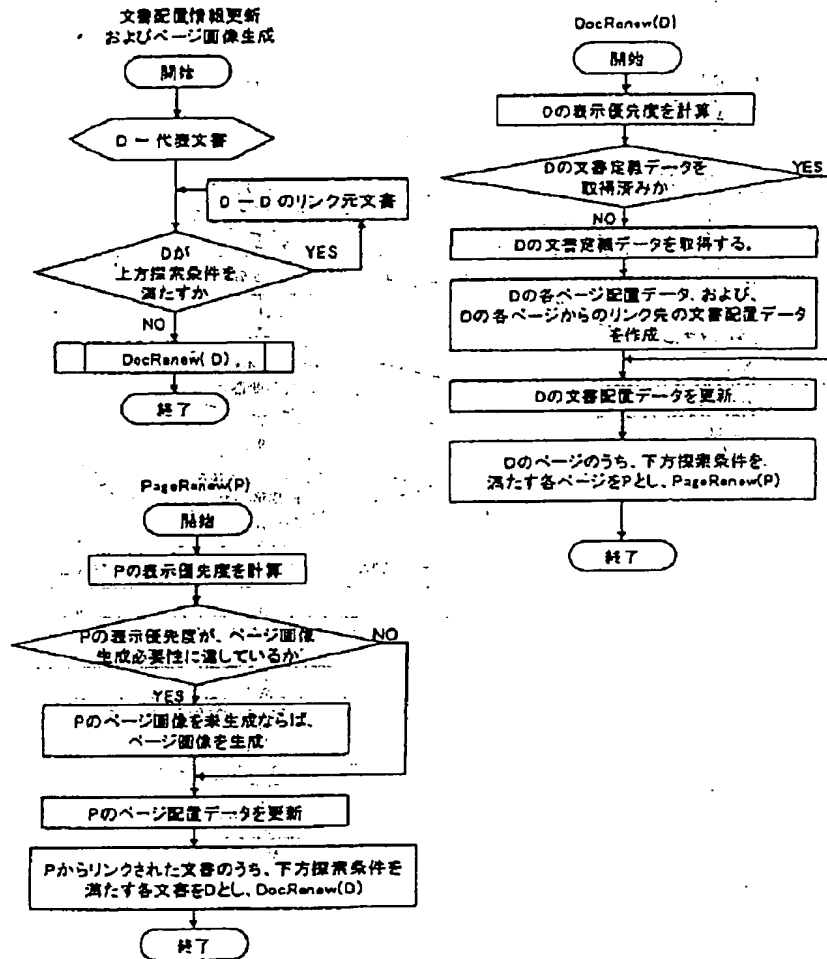 文書配置情報更新
およびページ画像生成
開始
D ー 代表文書
D ー D のリンク元文書
Dが
上方探索条件を
満たすか
YES
NO
DocRenew( D )
終了
DocRenew(D)
開始
Dの表示優先度を計算
Dの文書定義データを
取得済みか
YES
NO
Dの文書定義データを取得する。
Dの各ページ配置データ、および、
Dの各ページからのリンク先の文書配置データ
を作成
Dの文書配置データを更新
Dのページのうち、下方探索条件を
満たす各ページをPとし、PageRenew(P)
終了
PageRenew(P)
開始
Pの表示優先度を計算
Pの表示優先度が、ページ画像
生成必要性に達しているか
NO
YES
Pのページ画像を未生成ならば、
ページ画像を生成
Pのページ配置データを更新
Pからリンクされた文書のうち、下方探索条件を
満たす各文書をDとし、DocRenew(D)
終了